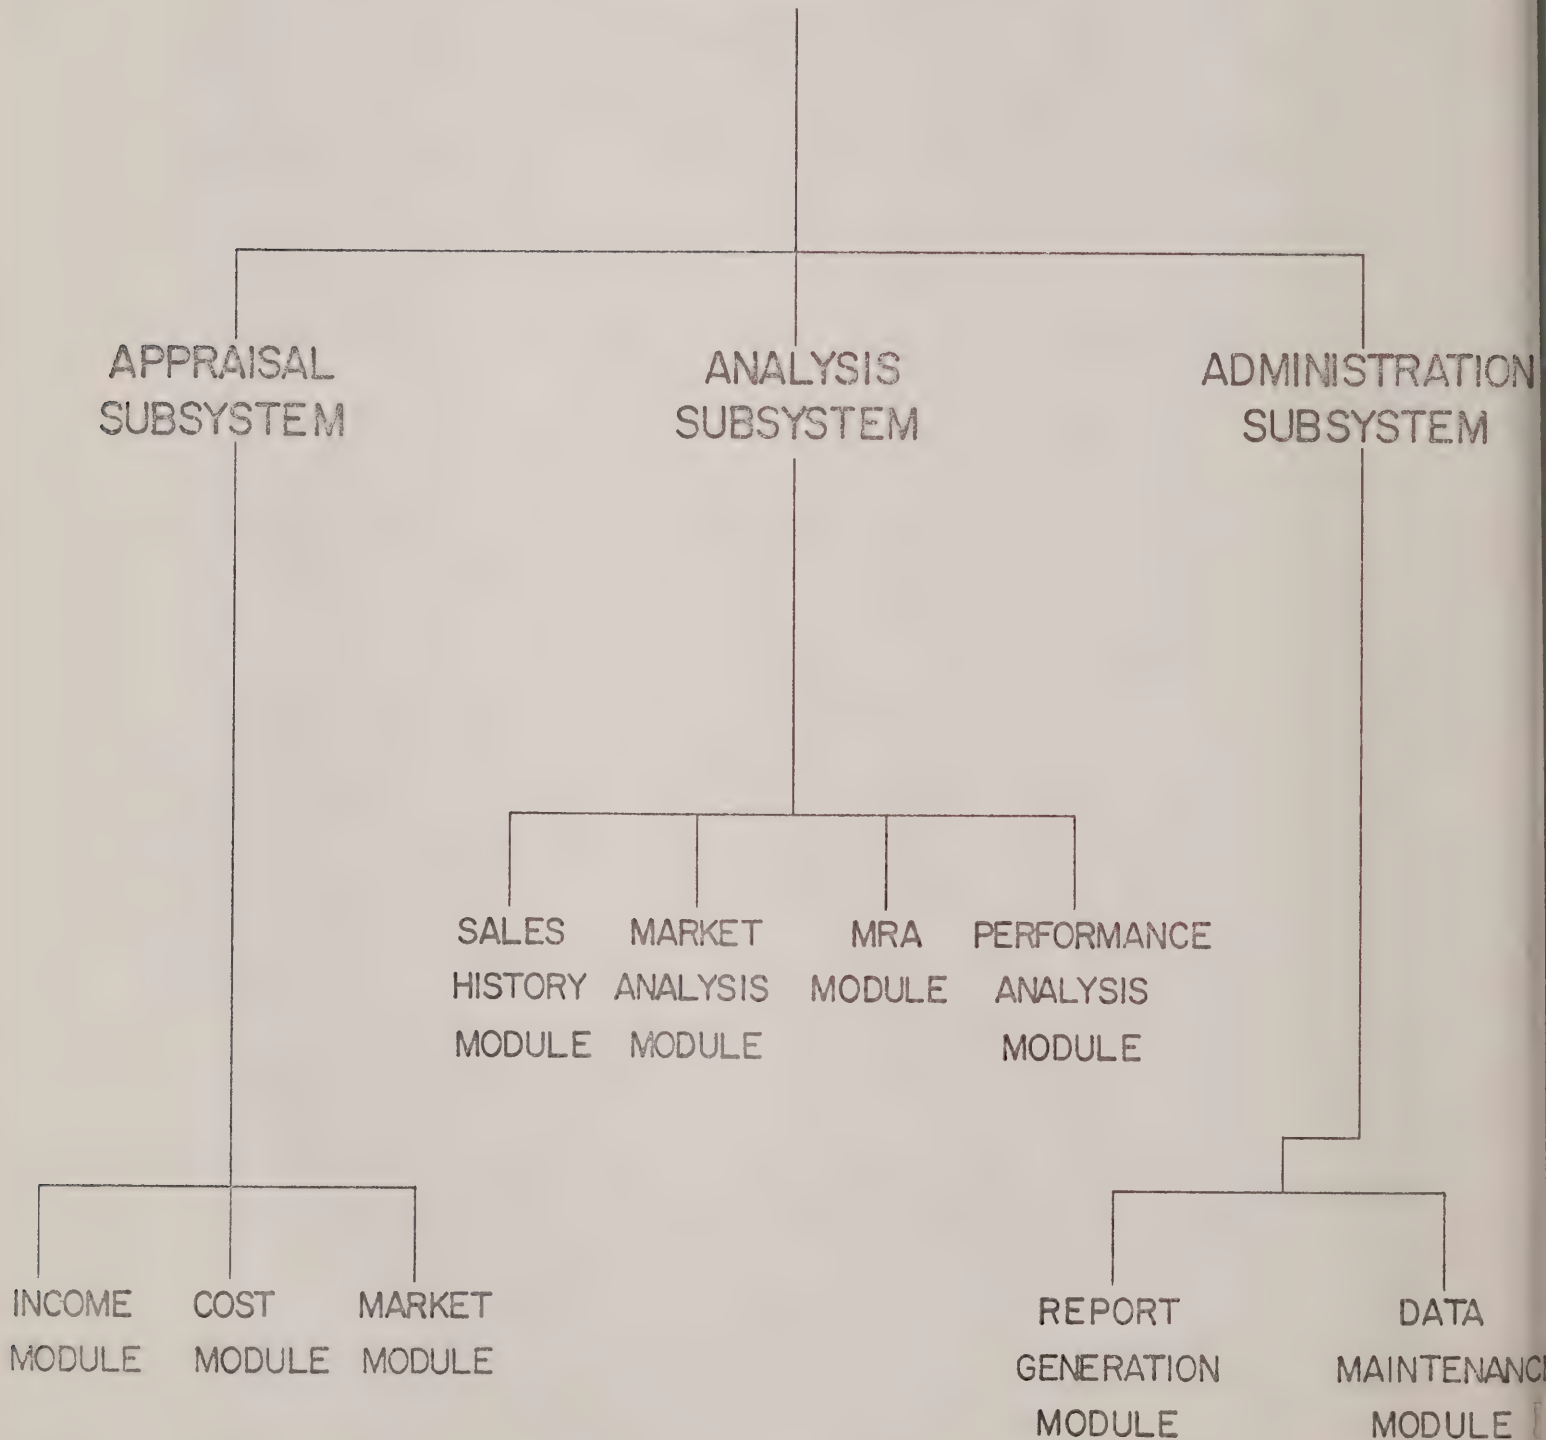 APPRAISAL
SUBSYSTEM
ANALYSIS
SUBSYSTEM
ADMINISTRATION
SUBSYSTEM
SALES
HISTORY
MODULE
MARKET
ANALYSIS
MODULE
MRA
MODULE
PERFORMANCE
ANALYSIS
MODULE
INCOME
MODULE
COST
MODULE
MARKET
MODULE
REPORT
GENERATION
MODULE
DATA
MAINTENANCE
MODULE